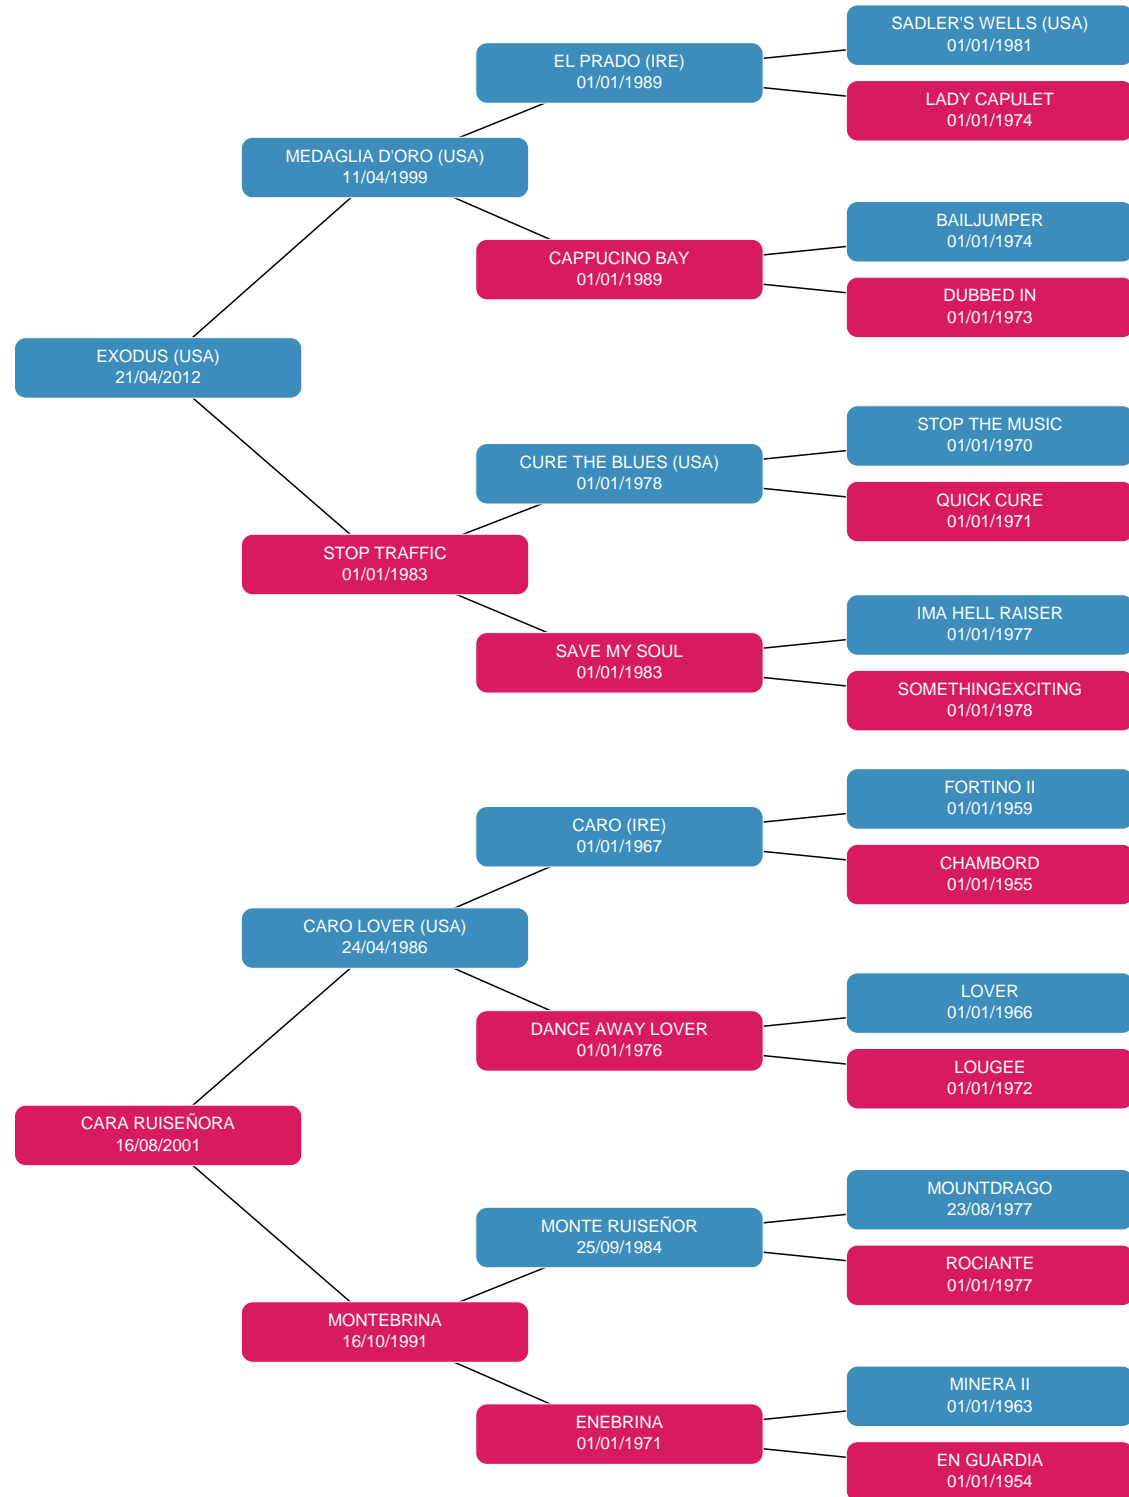 SADLER'S WELLS (USA)
01/01/1981
EL PRADO (IRE)
01/01/1989
LADY CAPULET
01/01/1974
MEDAGLIA D'ORO (USA)
11/04/1999
BAILJUMPER
01/01/1974
CAPPUCINO BAY
01/01/1989
DUBBED IN
01/01/1973
EXODUS (USA)
21/04/2012
STOP THE MUSIC
01/01/1970
CURE THE BLUES (USA)
01/01/1978
QUICK CURE
01/01/1971
STOP TRAFFIC
01/01/1983
IMA HELL RAISER
01/01/1977
SAVE MY SOUL
01/01/1983
SOMETHINGEXCITING
01/01/1978
FORTINO II
01/01/1959
CARO (IRE)
01/01/1967
CHAMBORD
01/01/1955
CARO LOVER (USA)
24/04/1986
LOVER
01/01/1966
DANCE AWAY LOVER
01/01/1976
LOUGEE
01/01/1972
CARA RUISEÑORA
16/08/2001
MOUNTDRAGO
23/08/1977
MONTE RUISEÑOR
25/09/1984
ROCIANTE
01/01/1977
MONTEBRINA
16/10/1991
MINERA II
01/01/1963
ENEBRINA
01/01/1971
EN GUARDIA
01/01/1954